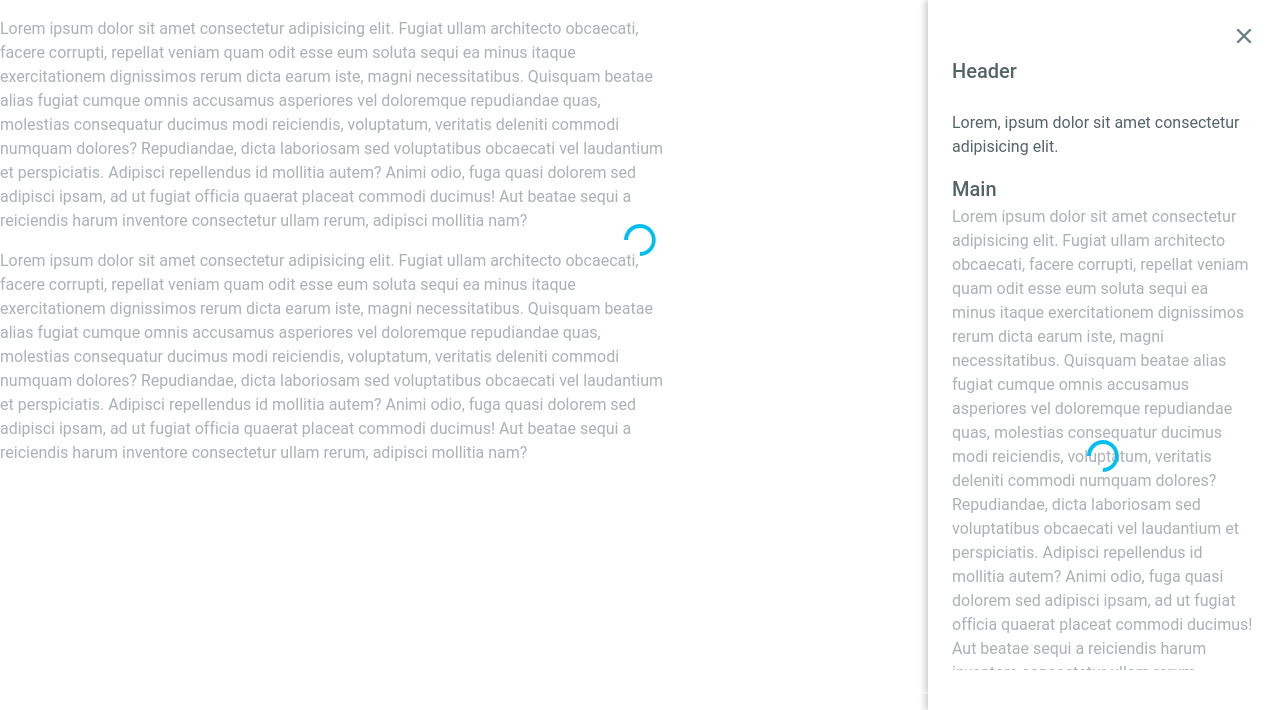 Lorem ipsum dolor sit amet consectetur adipisicing elit. Fugiat ullam architecto obcaecati,
facere corrupti, repellat veniam quam odit esse eum soluta sequi ea minus itaque
exercitationem dignissimos rerum dicta earum iste, magni necessitatibus. Quisquam beatae
alias fugiat cumque omnis accusamus asperiores vel doloremque repudiandae quas,
molestias consequatur ducimus modi reiciendis, voluptatum, veritatis deleniti commodi
numquam dolores? Repudiandae, dicta laboriosam sed voluptatibus obcaecati vel laudantium
et perspiciatis. Adipisci repellendus id mollitia autem? Animi odio, fuga quasi dolorem sed
adipisci ipsam, ad ut fugiat officia quaerat placeat commodi ducimus! Aut beatae sequi a
reiciendis harum inventore consectetur ullam rerum, adipisci mollitia nam?
Lorem ipsum dolor sit amet consectetur adipisicing elit. Fugiat ullam architecto obcaecati,
facere corrupti, repellat veniam quam odit esse eum soluta sequi ea minus itaque
exercitationem dignissimos rerum dicta earum iste, magni necessitatibus. Quisquam beatae
alias fugiat cumque omnis accusamus asperiores vel doloremque repudiandae quas,
molestias consequatur ducimus modi reiciendis, voluptatum, veritatis deleniti commodi
numquam dolores? Repudiandae, dicta laboriosam sed voluptatibus obcaecati vel laudantium
et perspiciatis. Adipisci repellendus id mollitia autem? Animi odio, fuga quasi dolorem sed
adipisci ipsam, ad ut fugiat officia quaerat placeat commodi ducimus! Aut beatae sequi a
reiciendis harum inventore consectetur ullam rerum, adipisci mollitia nam?
Header
Lorem, ipsum dolor sit amet consectetur
adipisicing elit.
Main
Lorem ipsum dolor sit amet consectetur
adipisicing elit. Fugiat ullam architecto
obcaecati, facere corrupti, repellat veniam
quam odit esse eum soluta sequi ea
minus itaque exercitationem dignissimos
rerum dicta earum iste, magni
necessitatibus. Quisquam beatae alias
fugiat cumque omnis accusamus
asperiores vel doloremque repudiandae
quas, molestias consequatur ducimus
modi reiciendis, voluptatum, veritatis
deleniti commodi numquam dolores?
Repudiandae, dicta laboriosam sed
voluptatibus obcaecati vel laudantium et
perspiciatis. Adipisci repellendus id
mollitia autem? Animi odio, fuga quasi
dolorem sed adipisci ipsam, ad ut fugiat
officia quaerat placeat commodi ducimus!
Aut beatae sequi a reiciendis harum